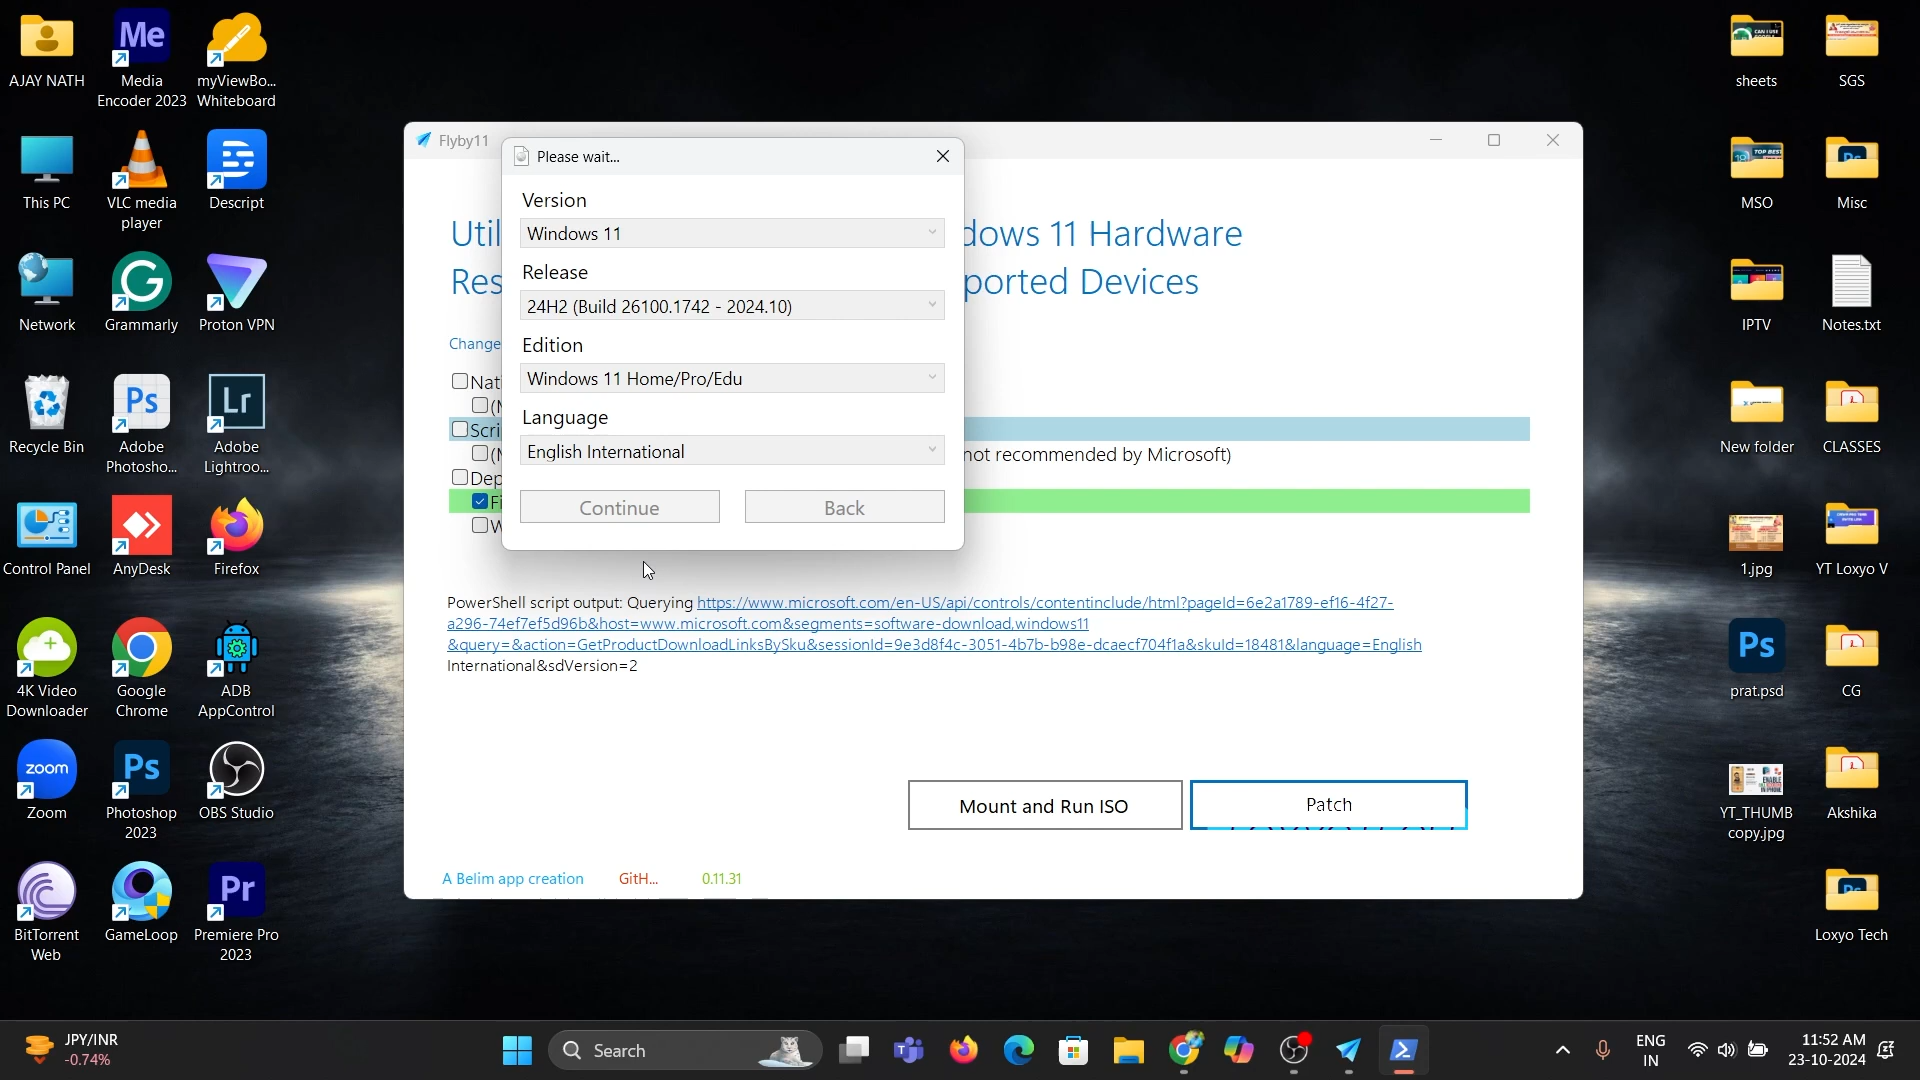 AJAY NATH
Media
Encoder 2023
myViewBo...
Whiteboard
This PC
VLC media
player
Descript
Network
Grammarly
Proton VPN
Recycle Bin
Adobe
Photosho...
Adobe
Lightroo...
Control Panel
AnyDesk
Firefox
4K Video
Downloader
Google
Chrome
ADB
AppControl
Zoom
Photoshop
2023
OBS Studio
BitTorrent
Web
GameLoop
Premiere Pro
2023
Flyby11
Please wait...
Version
Windows 11
Release
24H2 (Build 26100.1742 - 2024.10)
Edition
Windows 11 Home/Pro/Edu
Language
English International
Continue
Back
dows 11 Hardware
ported Devices
Change
not recommended by Microsoft)
PowerShell script output: Querying https://www.microsoft.com/en-US/api/controls/contentinclude/html?pageId=6e2a1789-ef16-4f27-
a296-74ef7ef5d96b&host=www.microsoft.com&segments=software-download,windows11
&query=&action=GetProductDownloadLinksBySku&sessionId=9e3d8f4c-3051-4b7b-b98e-dcaecf704f1a&skuId=18481&language=English
International&sdVersion=2
Mount and Run ISO
Patch
A Belim app creation
GitH...
0.11.31
sheets
SGS
MSO
Misc
IPTV
Notes.txt
New folder
CLASSES
1.jpg
YT Loxyo V
prat.psd
CG
YT_THUMB
copy.jpg
Akshika
Loxyo Tech
JPY/INR
-0.74%
Search
ENG
IN
11:52 AM
23-10-2024